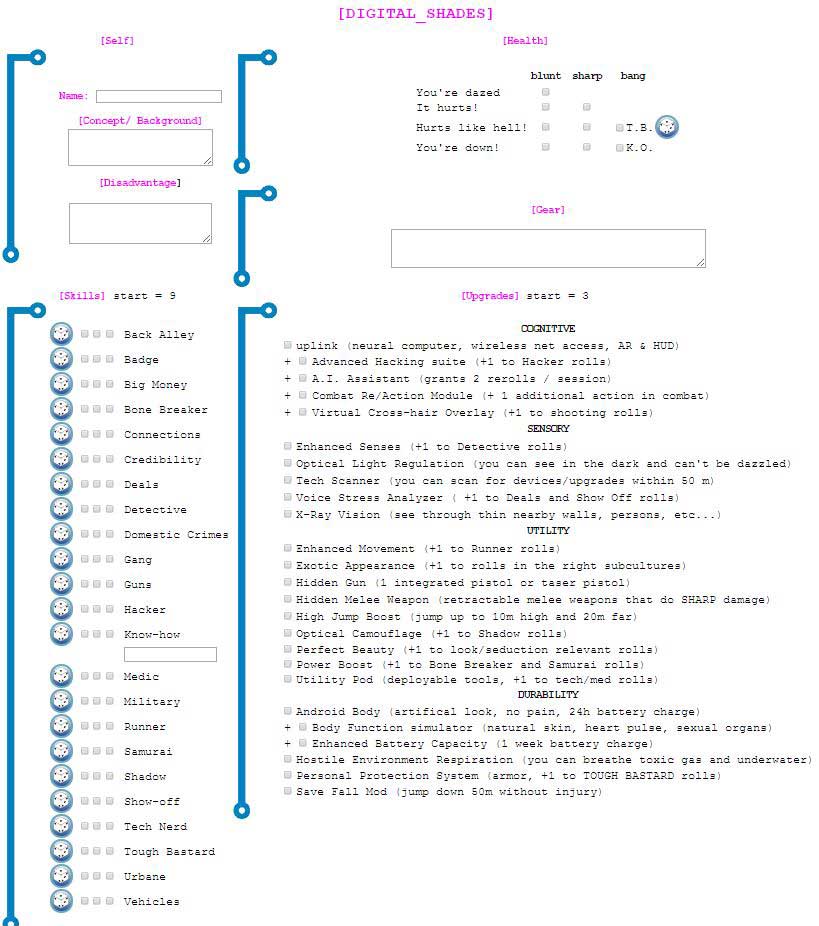 [DIGITAL_SHADES]
[Self]
Name:
[Concept/ Background]
[Disadvantage]
[Health]
blunt sharp bang
You're dazed
It hurts!
Hurts like hell! T.B.
You're down! K.O.
[Gear]
[Skills] start = 9
Back Alley
Badge
Big Money
Bone Breaker
Connections
Credibility
Deals
Detective
Domestic Crimes
Gang
Guns
Hacker
Know-how
Medic
Military
Runner
Samurai
Shadow
Show-off
Tech Nerd
Tough Bastard
Urbane
Vehicles
[Upgrades] start = 3
COGNITIVE
uplink (neural computer, wireless net access, AR & HUD)
+ Advanced Hacking suite (+1 to Hacker rolls)
+ A.I. Assistant (grants 2 rerolls / session)
+ Combat Re/Action Module (+ 1 additional action in combat)
+ Virtual Cross-hair Overlay (+1 to shooting rolls)
SENSORY
Enhanced Senses (+1 to Detective rolls)
Optical Light Regulation (you can see in the dark and can't be dazzled)
Tech Scanner (you can scan for devices/upgrades within 50 m)
Voice Stress Analyzer ( +1 to Deals and Show Off rolls)
X-Ray Vision (see through thin nearby walls, persons, etc...)
UTILITY
Enhanced Movement (+1 to Runner rolls)
Exotic Appearance (+1 to rolls in the right subcultures)
Hidden Gun (1 integrated pistol or taser pistol)
Hidden Melee Weapon (retractable melee weapons that do SHARP damage)
High Jump Boost (jump up to 10m high and 20m far)
Optical Camouflage (+1 to Shadow rolls)
Perfect Beauty (+1 to look/seduction relevant rolls)
Power Boost (+1 to Bone Breaker and Samurai rolls)
Utility Pod (deployable tools, +1 to tech/med rolls)
DURABILITY
Android Body (artifical look, no pain, 24h battery charge)
+ Body Function simulator (natural skin, heart pulse, sexual organs)
+ Enhanced Battery Capacity (1 week battery charge)
Hostile Environment Respiration (you can breathe toxic gas and underwater)
Personal Protection System (armor, +1 to TOUGH BASTARD rolls)
Save Fall Mod (jump down 50m without injury)